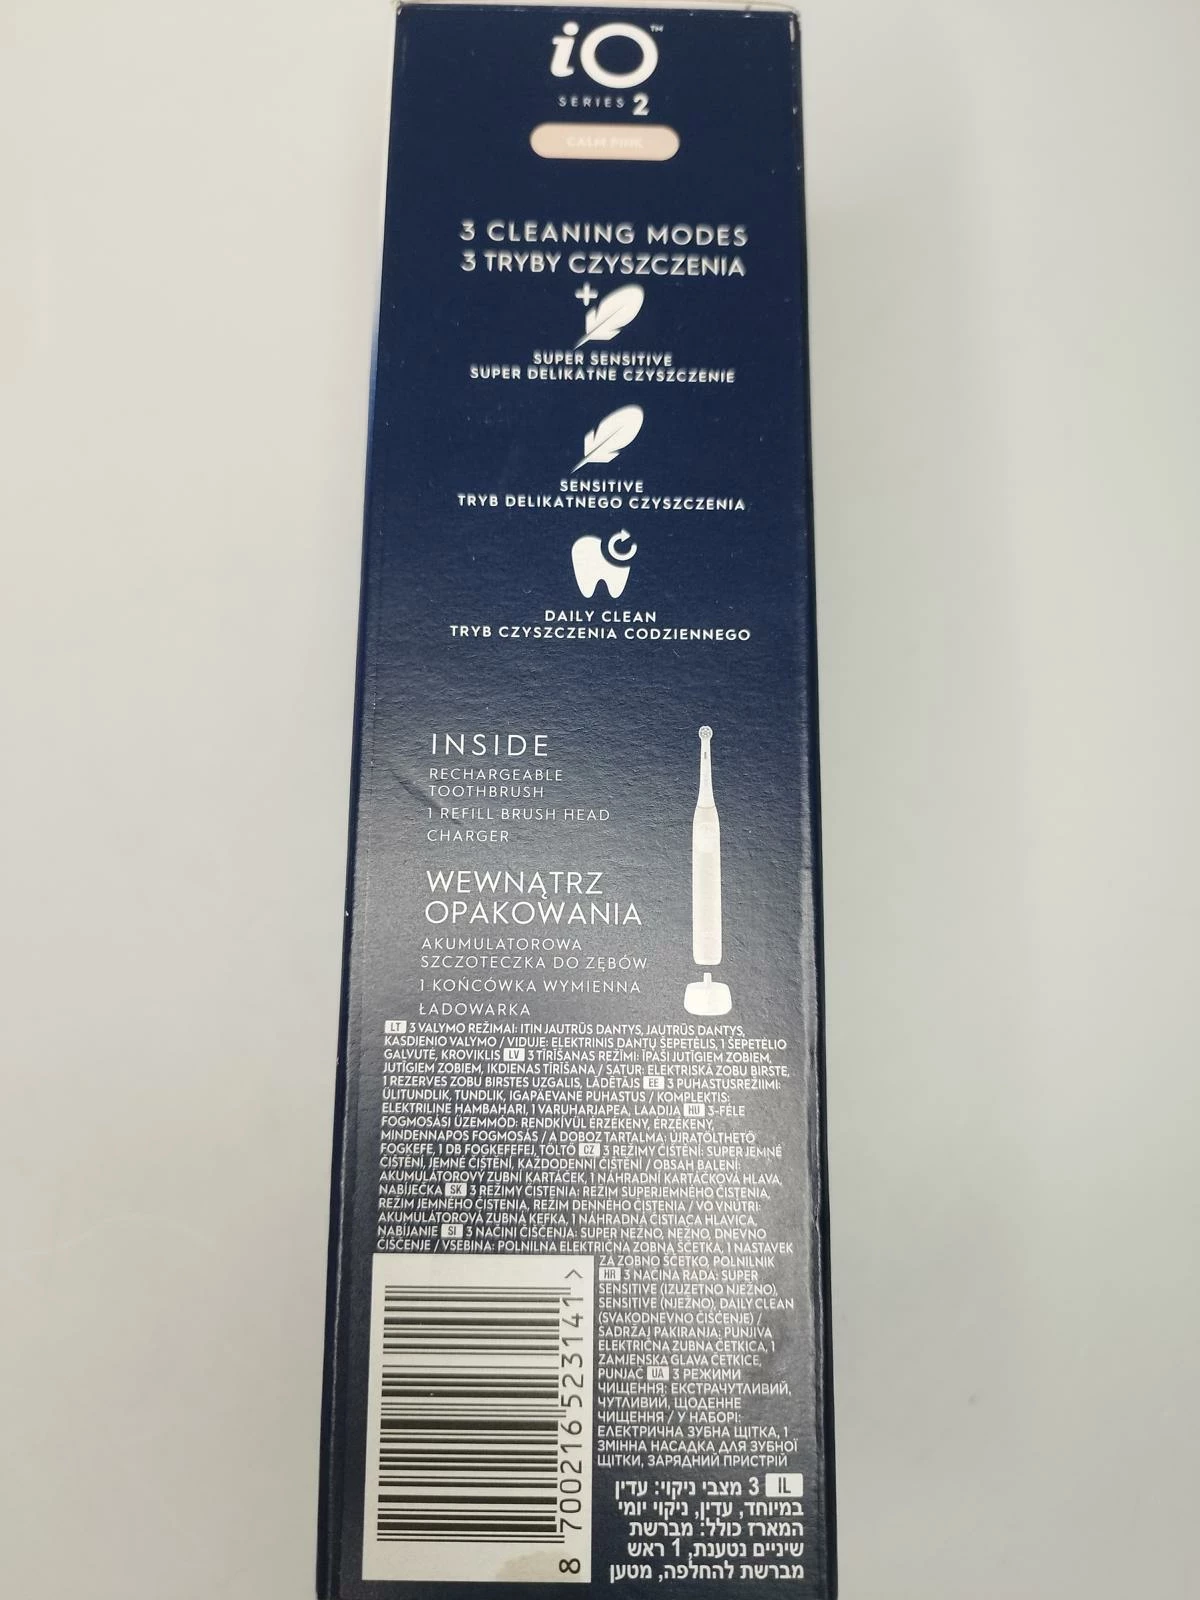 iO™
SERIES 2
CALM PINK
3 CLEANING MODES
3 TRYBY CZYSZCZENIA
+
SUPER SENSITIVE
SUPER DELIKATNE CZYSZCZENIE
SENSITIVE
TRYB DELIKATNEGO CZYSZCZENIA
DAILY CLEAN
TRYB CZYSZCZENIA CODZIENNEGO
INSIDE
RECHARGEABLE
TOOTHBRUSH
1 REFILL BRUSH HEAD
CHARGER
WEWNĄTRZ
OPAKOWANIA
AKUMULATOROWA
SZCZOTECZKA DO ZĘBÓW
1 KOŃCÓWKA WYMIENNA
ŁADOWARKA
LT 3 VALYMO REŽIMAI: ITIN JAUTRŪS DANTYS, JAUTRŪS DANTYS,
KASDIENIO VALYMO / VIDUJE: ELEKTRINIS DANTŲ ŠEPETĖLIS, 1 ŠEPETĖLIO
GALVUTĖ, KROVIKLIS LV 3 TĪRĪŠANAS REŽĪMI: ĪPAŠI JUTĪGIEM ZOBIEM,
JUTĪGIEM ZOBIEM, IKDIENAS TĪRĪŠANA / SATUR: ELEKTRISKĀ ZOBU BIRSTE,
1 REZERVES ZOBU BIRSTES UZGALIS, LĀDĒTĀJS EE 3 PUHASTUSREŽIIMI:
ÜLITUNDLIK, TUNDLIK, IGAPÄEVANE PUHASTUS / KOMPLEKTIS:
ELEKTRILINE HAMBAHARI, 1 VARUHARJAPEA, LAADIJA HU 3-FÉLE
FOGMOSÁSI ÜZEMMÓD: RENDKÍVÜL ÉRZÉKENY, ÉRZÉKENY,
MINDENNAPOS FOGMOSÁS / A DOBOZ TARTALMA: ÚJRATÖLTHETŐ
FOGKEFE, 1 DB FOGKEFEFEJ, TÖLTŐ CZ 3 REŽIMY ČIŠTĚNÍ: SUPER JEMNÉ
ČIŠTĚNÍ, JEMNÉ ČIŠTĚNÍ, KAŽDODENNÍ ČIŠTĚNÍ / OBSAH BALENÍ:
AKUMULÁTOROVÝ ZUBNÍ KARTÁČEK, 1 NÁHRADNÍ KARTÁČKOVÁ HLAVA,
NABÍJEČKA SK 3 REŽIMY ČISTENIA: REŽIM SUPERJEMNÉHO ČISTENIA,
REŽIM JEMNÉHO ČISTENIA, REŽIM DENNÉHO ČISTENIA / VO VNÚTRI:
AKUMULÁTOROVÁ ZUBNÁ KEFKA, 1 NÁHRADNÁ ČISTIACA HLAVICA,
NABÍJANIE SI 3 NAČINI ČIŠČENJA: SUPER NEŽNO, NEŽNO, DNEVNO
ČIŠČENJE / VSEBINA: POLNILNA ELEKTRIČNA ZOBNA ŠČETKA, 1 NASTAVEK
ZA ZOBNO ŠČETKO, POLNILNIK
HR 3 NAČINA RADA: SUPER
SENSITIVE (IZUZETNO NJEŽNO),
SENSITIVE (NJEŽNO), DAILY CLEAN
(SVAKODNEVNO ČIŠĆENJE) /
SADRŽAJ PAKIRANJA: PUNJIVA
ELEKTRIČNA ZUBNA ČETKICA, 1
ZAMJENSKA GLAVA ČETKICE,
PUNJAČ UA 3 РЕЖИМИ
ЧИЩЕННЯ: ЕКСТРАЧУТЛИВИЙ,
ЧУТЛИВИЙ, ЩОДЕННЕ
ЧИЩЕННЯ / У НАБОРІ:
ЕЛЕКТРИЧНА ЗУБНА ЩІТКА, 1
ЗМІННА НАСАДКА ДЛЯ ЗУБНОЇ
ЩІТКИ, ЗАРЯДНИЙ ПРИСТРІЙ
IL 3 מצבי ניקוי: עדין
במיוחד, עדין, ניקוי יומי
המארז כולל: מברשת
שיניים נטענת, 1 ראש
מברשת להחלפה, מטען
8 700216 523141 >